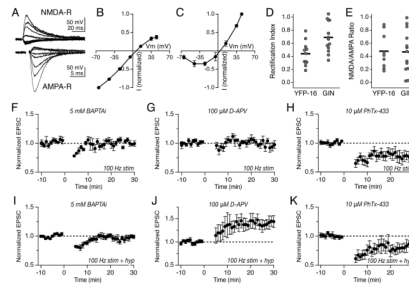 A
NMDA-R
50 mV
20 ms
50 mV
5 ms
AMPA-R
B
1.0
0.5
-70
-35
35
70
Vm (mV)
-0.5
-1.0
I (normalized)
C
1.0
0.5
-70
-35
35
70
Vm (mV)
-0.5
-1.0
I (normalized)
D
Rectification Index
1.0
0.8
0.6
0.4
0.2
0.0
YFP-16 GIN
E
NMDA/AMPA Ratio
1.0
0.8
0.6
0.4
0.2
0.0
YFP-16 GIN
F
5 mM BAPTAi
Normalized EPSC
1.5
1.0
0.5
100 Hz stim
-10 0 10 20 30
Time (min)
G
100 µM D-APV
Normalized EPSC
1.5
1.0
0.5
100 Hz stim
-10 0 10 20 30
Time (min)
H
10 µM PhTx-433
Normalized EPSC
1.5
1.0
0.5
100 Hz stim
-10 0 10 20
Time (min)
I
5 mM BAPTAi
Normalized EPSC
1.5
1.0
0.5
100 Hz stim + hyp
-10 0 10 20 30
Time (min)
J
100 µM D-APV
Normalized EPSC
1.5
1.0
0.5
100 Hz stim + hyp
-10 0 10 20 30
Time (min)
K
10 µM PhTx-433
Normalized EPSC
1.5
1.0
0.5
100 Hz stim + hyp
-10 0 10 20
Time (min)